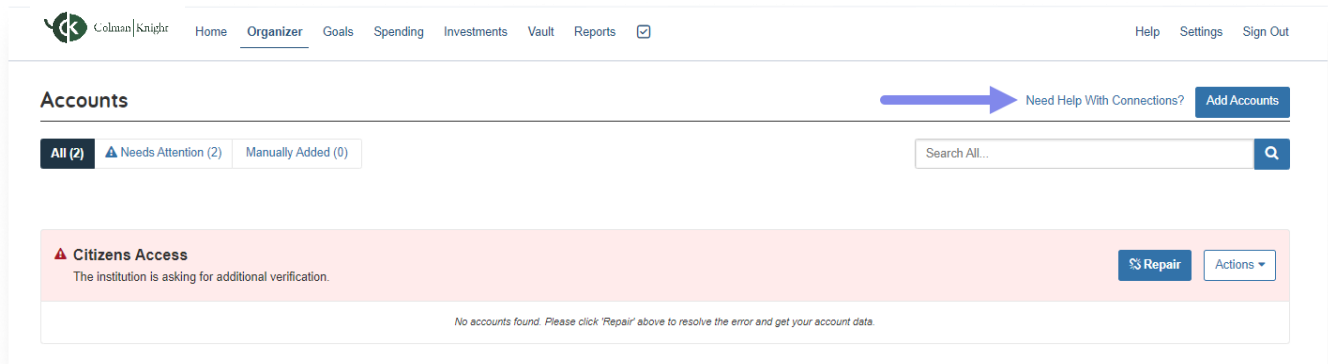 Colman|Knight Home Organizer Goals Spending Investments Vault Reports Help Settings Sign Out
Accounts Need Help With Connections? Add Accounts
All (2) Needs Attention (2) Manually Added (0) Search All...
Citizens Access
The institution is asking for additional verification.
Repair Actions
No accounts found. Please click 'Repair' above to resolve the error and get your account data.